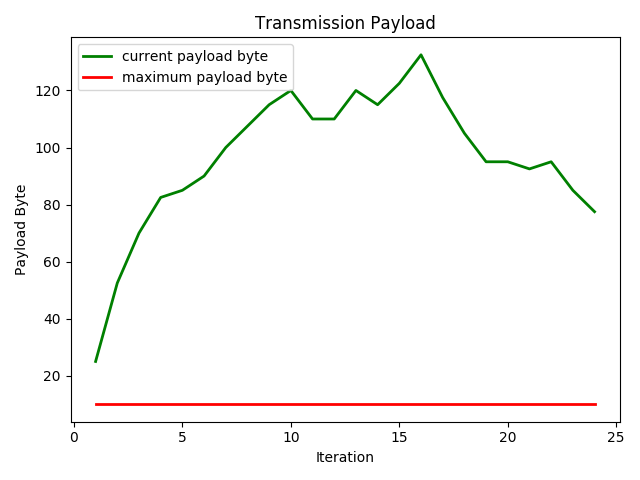 Transmission Payload
current payload byte
maximum payload byte
Payload Byte
120
100
80
60
40
20
0 5 10 15 20 25
Iteration